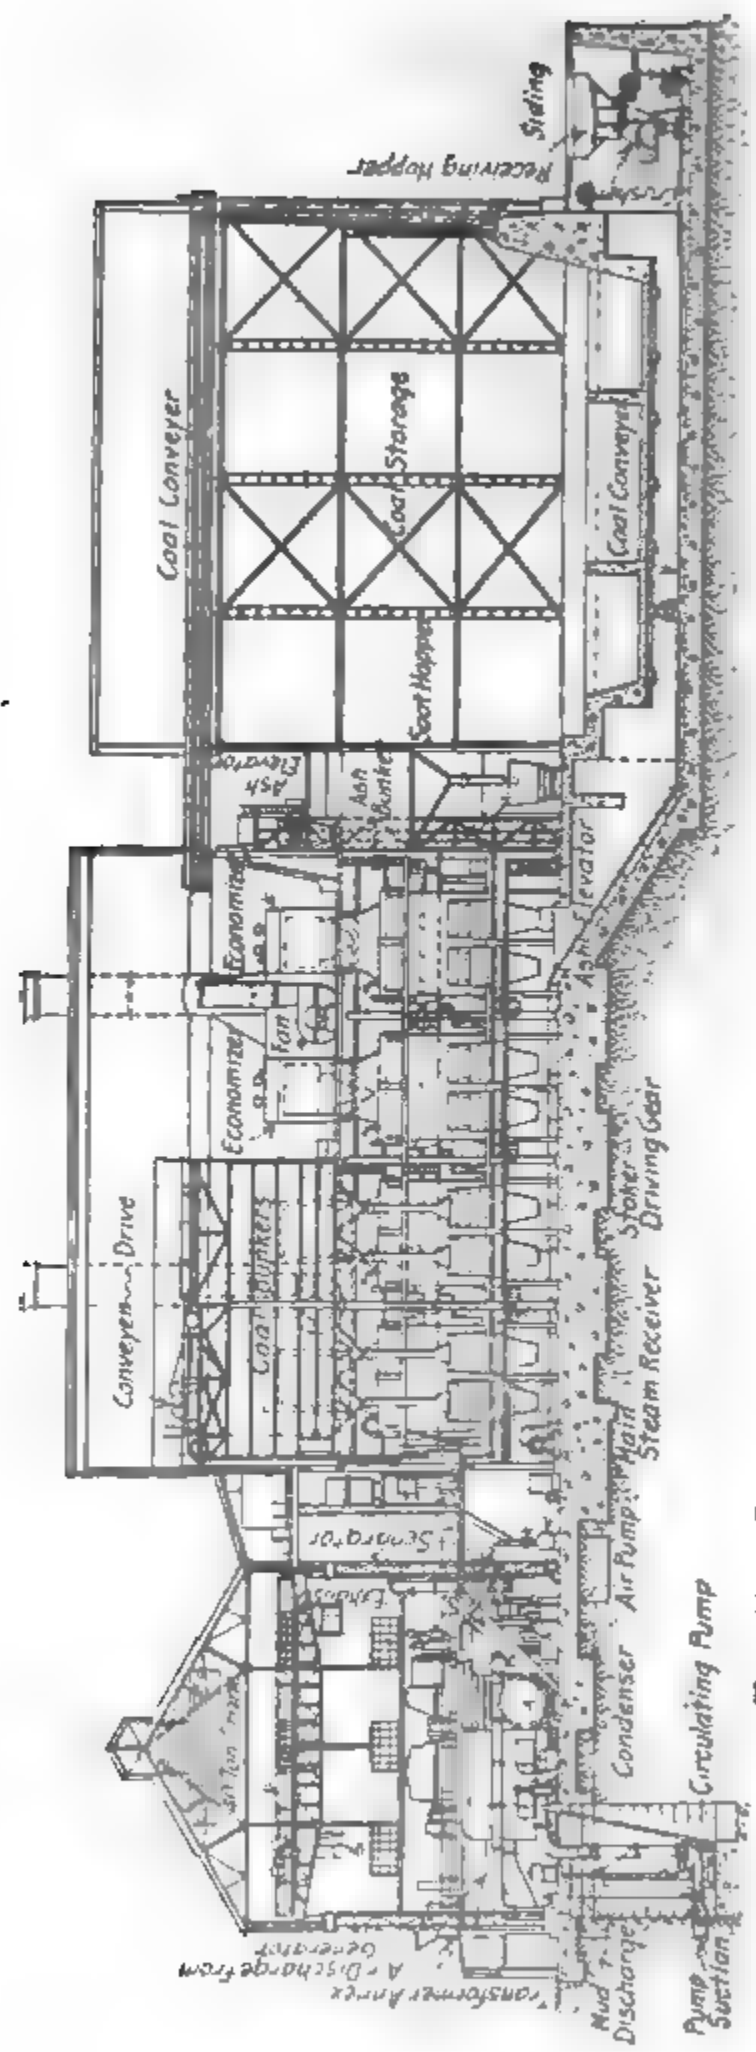 Siding
Receiving Hopper
Coal Conveyer
Coal Storage
Coal Conveyer
Soot Hopper
Ash
Elevator
Ash
Bunker
Economizer
Ash Elevator
Fan
Economizer
Stoker
Driving Gear
Conveyer Drive
Coal Bunkers
Main
Steam Receiver
Separator
Exhaust
Air Pump
Condenser
Circulating Pump
Air Discharge from
Generator
Transformer Annex
Mud
Discharge
Pump
Suction